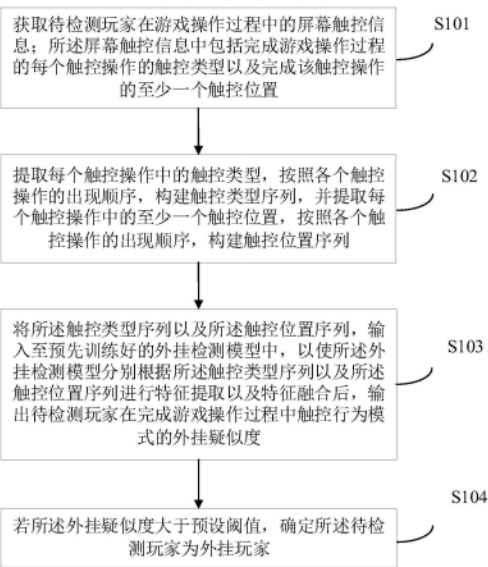 获取待检测玩家在游戏操作过程中的屏幕触控信
息；所述屏幕触控信息中包括完成游戏操作过程
的每个触控操作的触控类型以及完成该触控操作
的至少一个触控位置
S101
提取每个触控操作中的触控类型，按照各个触控
操作的出现顺序，构建触控类型序列，并提取每
个触控操作中的至少一个触控位置，按照各个触
控操作的出现顺序，构建触控位置序列
S102
将所述触控类型序列以及所述触控位置序列，输
入至预先训练好的外挂检测模型中，以使所述外
挂检测模型分别根据所述触控类型序列以及所述
触控位置序列进行特征提取以及特征融合后，输
出待检测玩家在完成游戏操作过程中触控行为模
式的外挂疑似度
S103
若所述外挂疑似度大于预设阈值，确定所述待检
测玩家为外挂玩家
S104